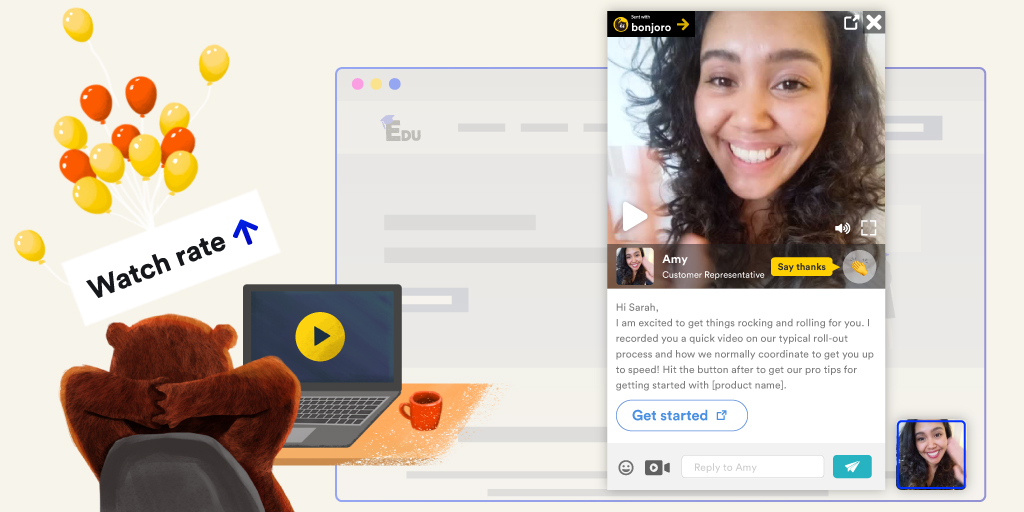 Sent with
bonjoro
EDU
Watch rate
Amy
Customer Representative
Say thanks
Hi Sarah,
I am excited to get things rocking and rolling for you. I
recorded you a quick video on our typical roll-out
process and how we normally coordinate to get you up
to speed! Hit the button after to get our pro tips for
getting started with [product name].
Get started
Reply to Amy